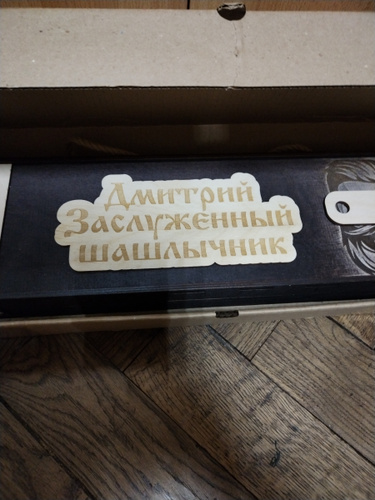 Дмитрий
Заслуженный
шашлычник